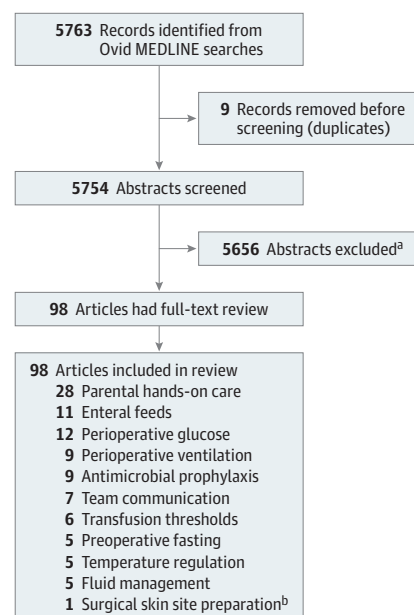 5763 Records identified from
Ovid MEDLINE searches
9 Records removed before
screening (duplicates)
5754 Abstracts screened
5656 Abstracts excludedᵃ
98 Articles had full-text review
98 Articles included in review
28 Parental hands-on care
11 Enteral feeds
12 Perioperative glucose
9 Perioperative ventilation
9 Antimicrobial prophylaxis
7 Team communication
6 Transfusion thresholds
5 Preoperative fasting
5 Temperature regulation
5 Fluid management
1 Surgical skin site preparationᵇ